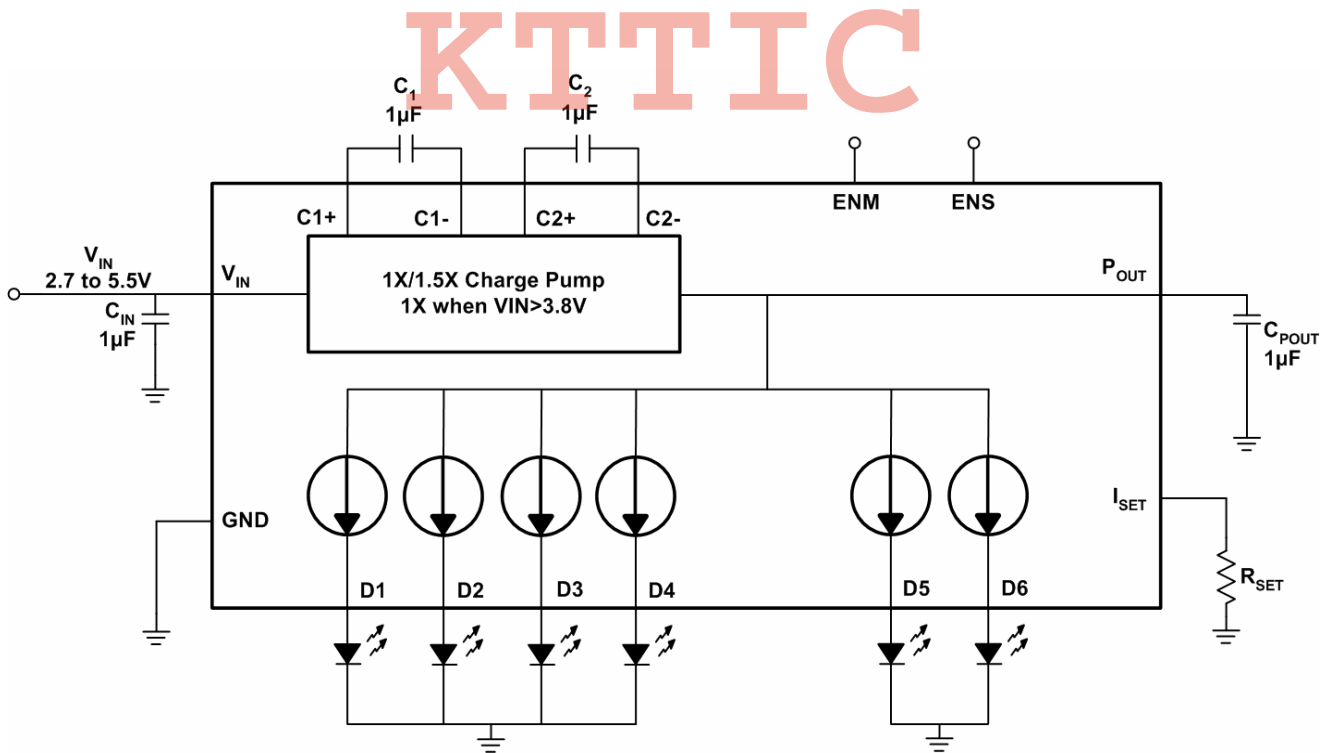 KTTIC
C1
1µF
C2
1µF
ENM
ENS
C1+
C1-
C2+
C2-
VIN
2.7 to 5.5V
VIN
1X/1.5X Charge Pump
1X when VIN>3.8V
POUT
CIN
1µF
CPOUT
1µF
GND
ISET
RSET
D1
D2
D3
D4
D5
D6